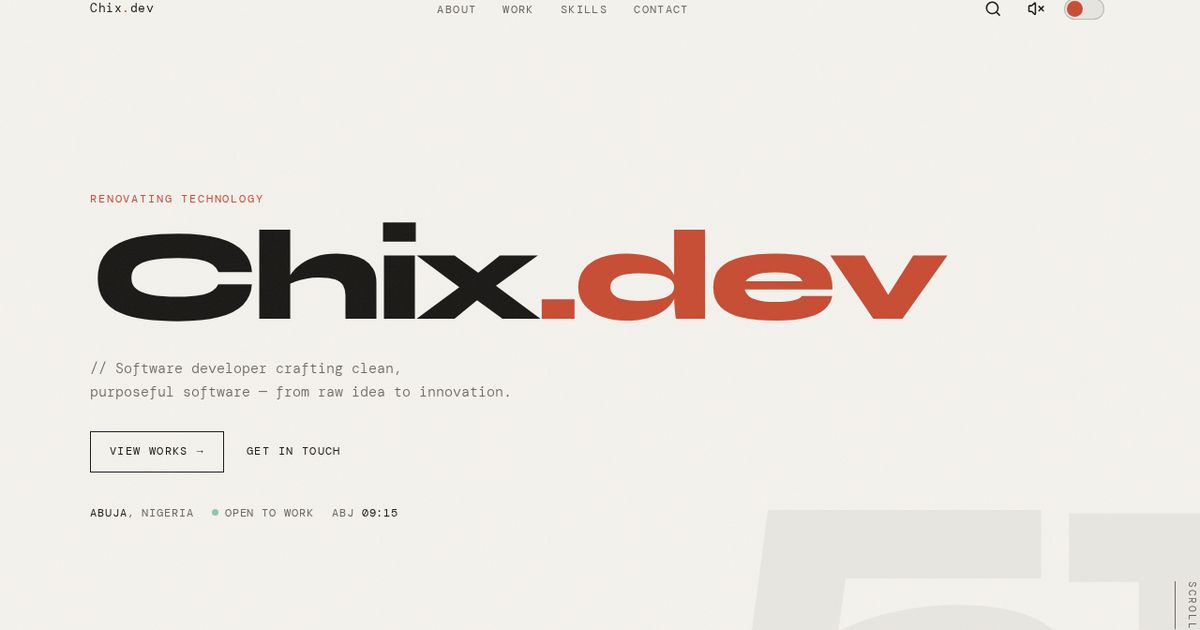 Chix.dev
ABOUT WORK SKILLS CONTACT
RENOVATING TECHNOLOGY
Chix.dev
// Software developer crafting clean,
purposeful software — from raw idea to innovation.
VIEW WORKS →
GET IN TOUCH
ABUJA, NIGERIA OPEN TO WORK ABJ 09:15
SCROLL